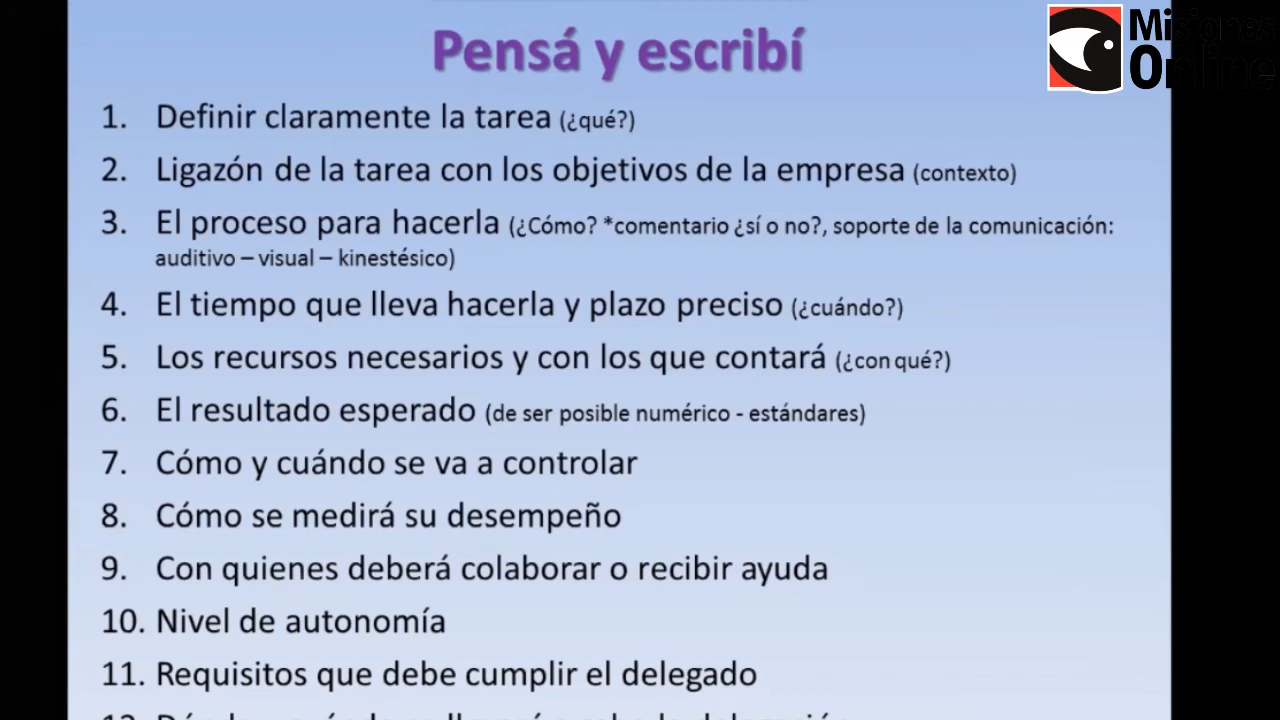 Pensá y escribí
Misiones
Online
1. Definir claramente la tarea (¿qué?)
2. Ligazón de la tarea con los objetivos de la empresa (contexto)
3. El proceso para hacerla (¿Cómo? *comentario ¿sí o no?, soporte de la comunicación:
auditivo – visual – kinestésico)
4. El tiempo que lleva hacerla y plazo preciso (¿cuándo?)
5. Los recursos necesarios y con los que contará (¿con qué?)
6. El resultado esperado (de ser posible numérico - estándares)
7. Cómo y cuándo se va a controlar
8. Cómo se medirá su desempeño
9. Con quienes deberá colaborar o recibir ayuda
10. Nivel de autonomía
11. Requisitos que debe cumplir el delegado